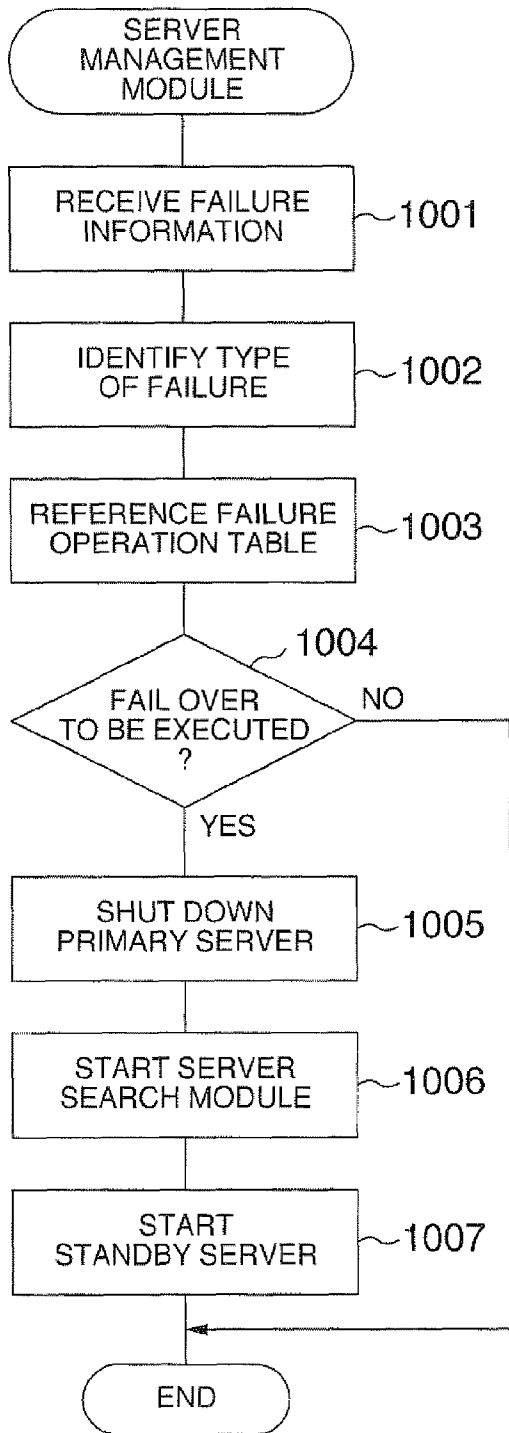 SERVER
MANAGEMENT
MODULE
RECEIVE FAILURE
INFORMATION
1001
IDENTIFY TYPE
OF FAILURE
1002
REFERENCE FAILURE
OPERATION TABLE
1003
1004
FAIL OVER
TO BE EXECUTED
?
NO
YES
SHUT DOWN
PRIMARY SERVER
1005
START SERVER
SEARCH MODULE
1006
START
STANDBY SERVER
1007
END